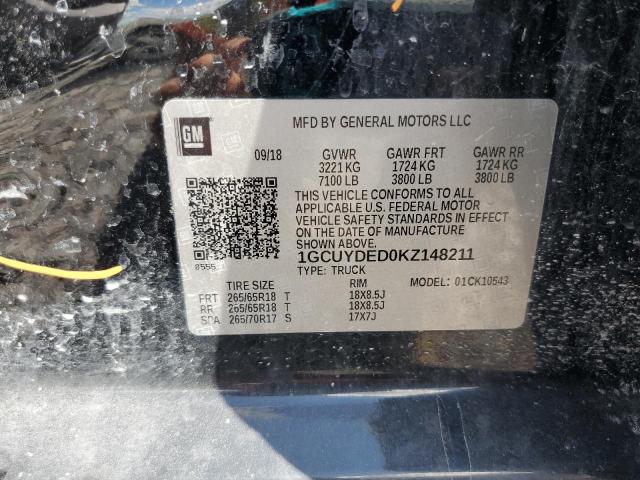 GM
MFD BY GENERAL MOTORS LLC
09/18 GVWR GAWR FRT GAWR RR
3221 KG 1724 KG 1724 KG
7100 LB 3800 LB 3800 LB
THIS VEHICLE CONFORMS TO ALL
APPLICABLE U.S. FEDERAL MOTOR
VEHICLE SAFETY STANDARDS IN EFFECT
ON THE DATE OF MANUFACTURE
SHOWN ABOVE.
1GCUYDED0KZ148211
TYPE: TRUCK MODEL: 01CK10543
TIRE SIZE RIM
FRT 265/65R18 T 18X8.5J
RR 265/65R18 T 18X8.5J
SPA 265/70R17 S 17X7J